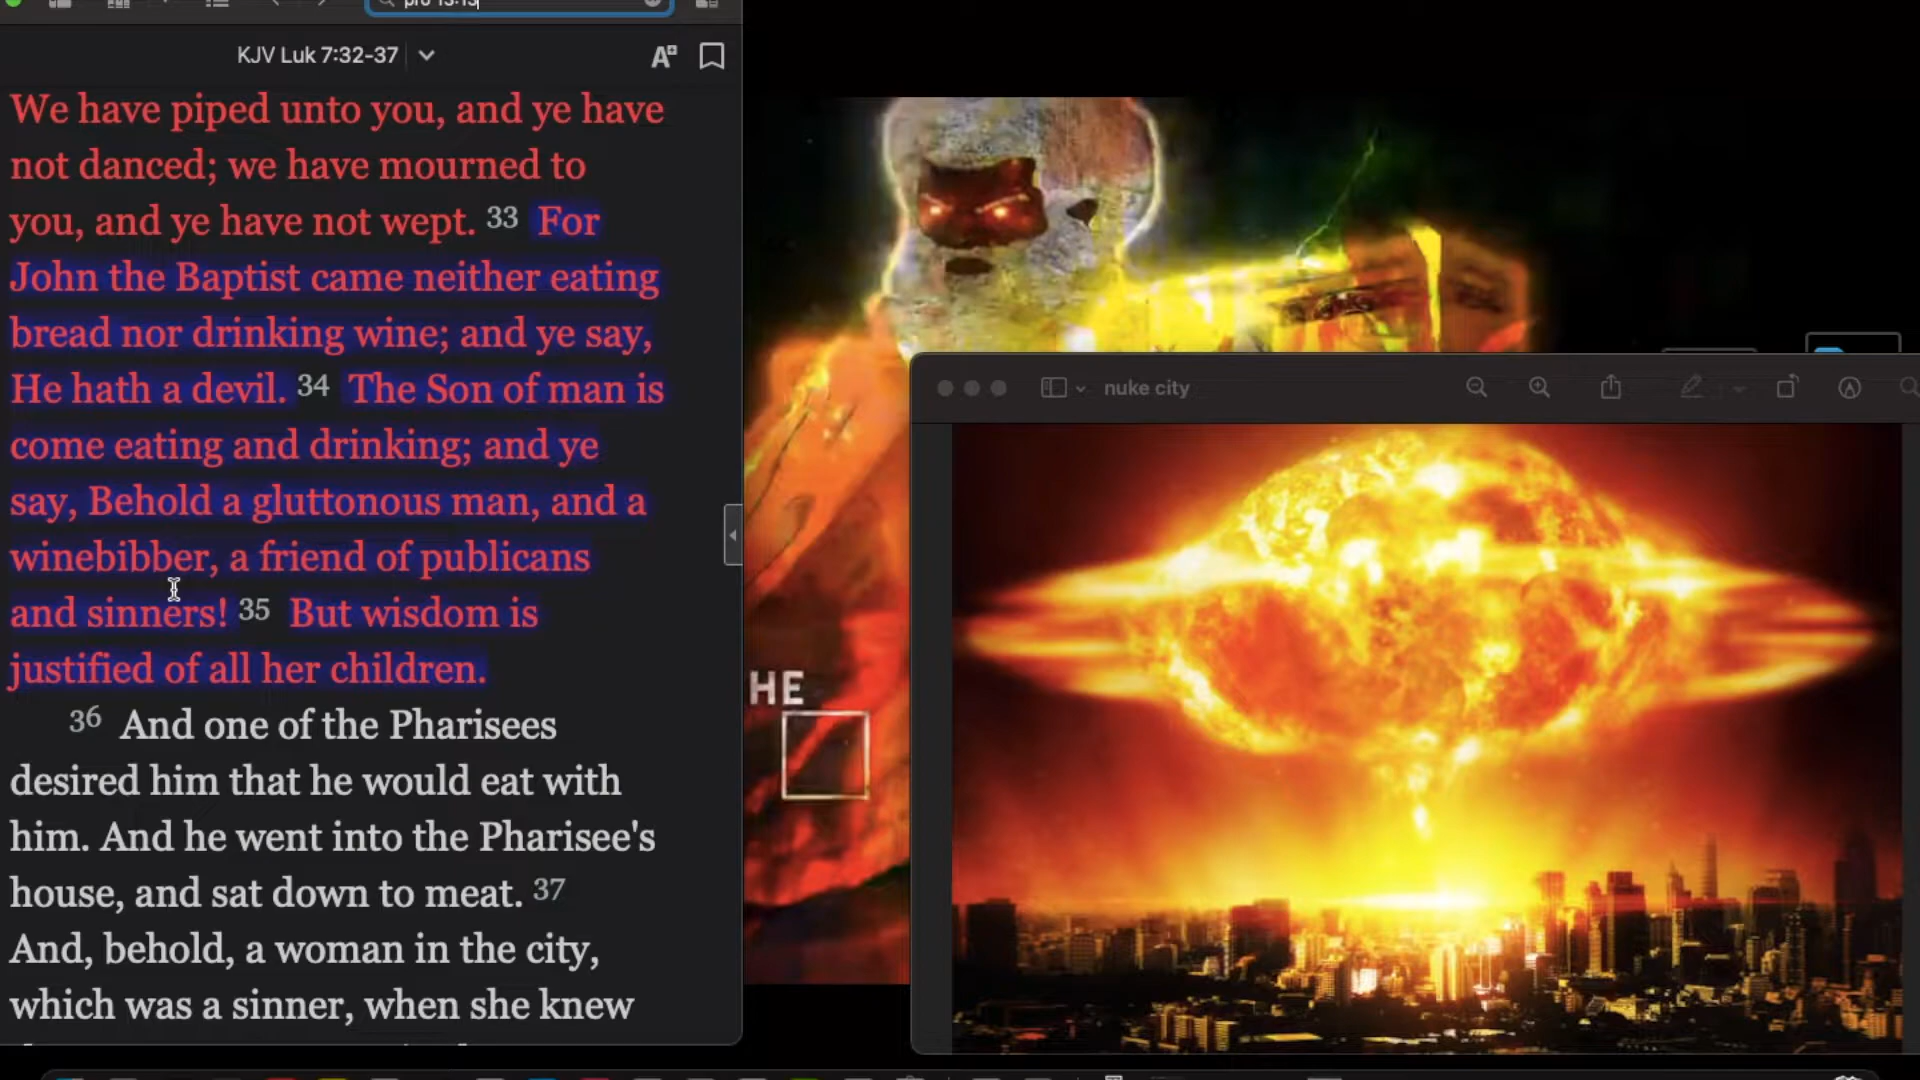 KJV Luk 7:32-37
We have piped unto you, and ye have
not danced; we have mourned to
you, and ye have not wept. 33 For
John the Baptist came neither eating
bread nor drinking wine; and ye say,
He hath a devil. 34 The Son of man is
come eating and drinking; and ye
say, Behold a gluttonous man, and a
winebibber, a friend of publicans
and sinners! 35 But wisdom is
justified of all her children.
36 And one of the Pharisees
desired him that he would eat with
him. And he went into the Pharisee's
house, and sat down to meat. 37
And, behold, a woman in the city,
which was a sinner, when she knew
HE
nuke city